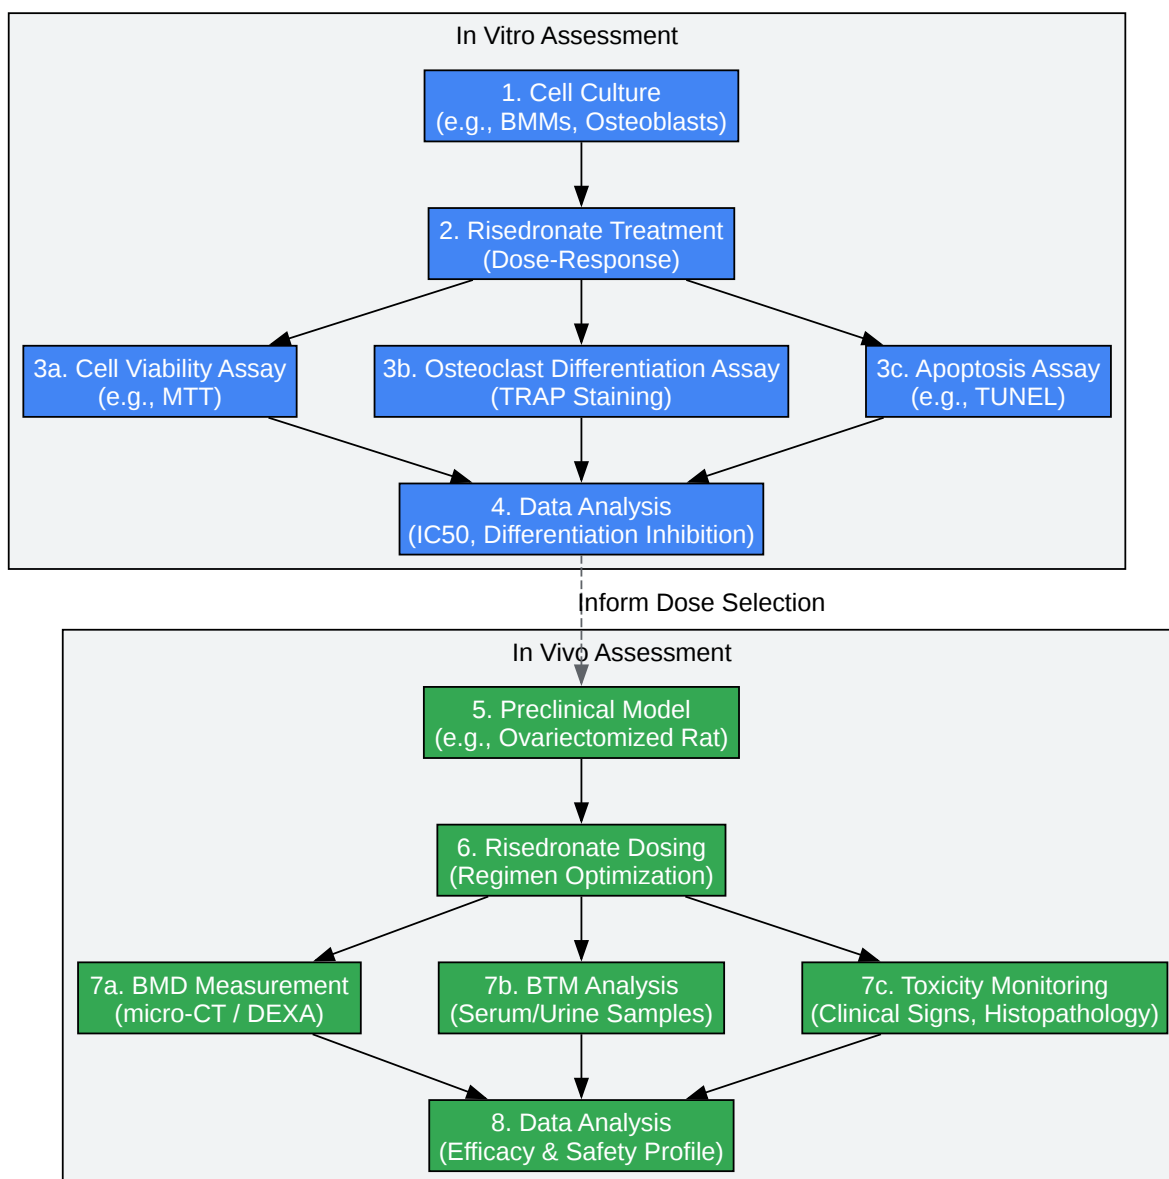 In Vitro Assessment
1. Cell Culture
(e.g., BMMs, Osteoblasts)
2. Risedronate Treatment
(Dose-Response)
3a. Cell Viability Assay
(e.g., MTT)
3b. Osteoclast Differentiation Assay
(TRAP Staining)
3c. Apoptosis Assay
(e.g., TUNEL)
4. Data Analysis
(IC50, Differentiation Inhibition)
Inform Dose Selection
In Vivo Assessment
5. Preclinical Model
(e.g., Ovariectomized Rat)
6. Risedronate Dosing
(Regimen Optimization)
7a. BMD Measurement
(micro-CT / DEXA)
7b. BTM Analysis
(Serum/Urine Samples)
7c. Toxicity Monitoring
(Clinical Signs, Histopathology)
8. Data Analysis
(Efficacy & Safety Profile)